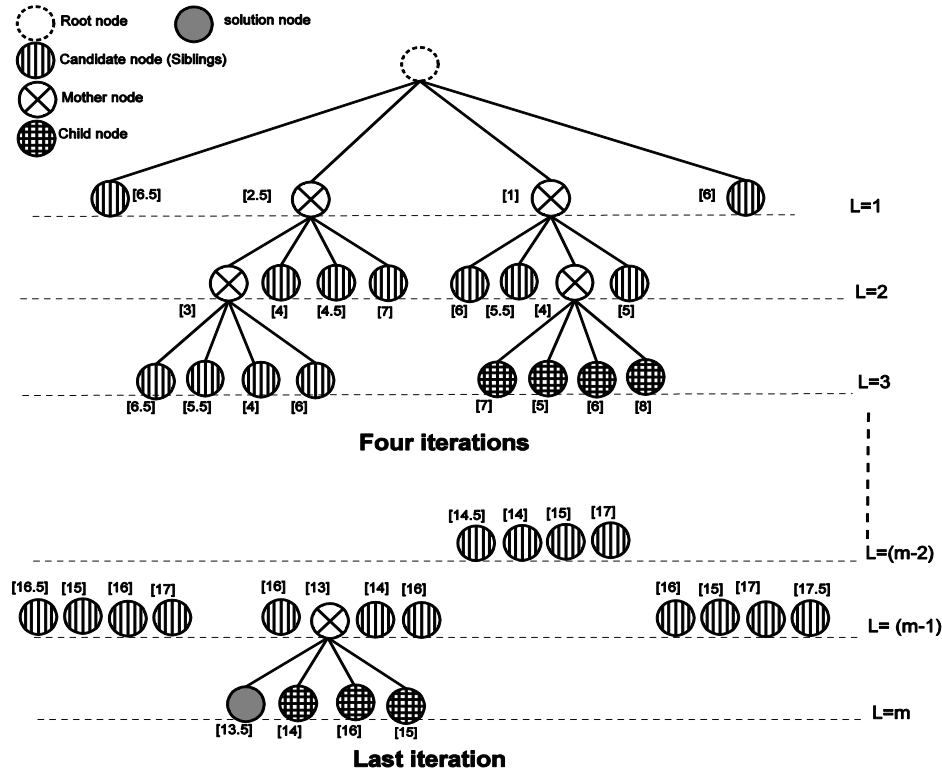 Root node
solution node
Candidate node (Siblings)
Mother node
Child node
[6.5] [2.5] [1] [6]
L=1
L=2
[3] [4] [4.5] [7] [6] [5.5] [4] [5]
L=3
[6.5] [5.5] [4] [6] [7] [5] [6] [8]
Four iterations
[14.5] [14] [15] [17]
L=(m-2)
[16.5] [15] [16] [17] [16] [13] [14] [16] [16] [15] [17] [17.5]
L= (m-1)
L=m
[13.5] [14] [16] [15]
Last iteration